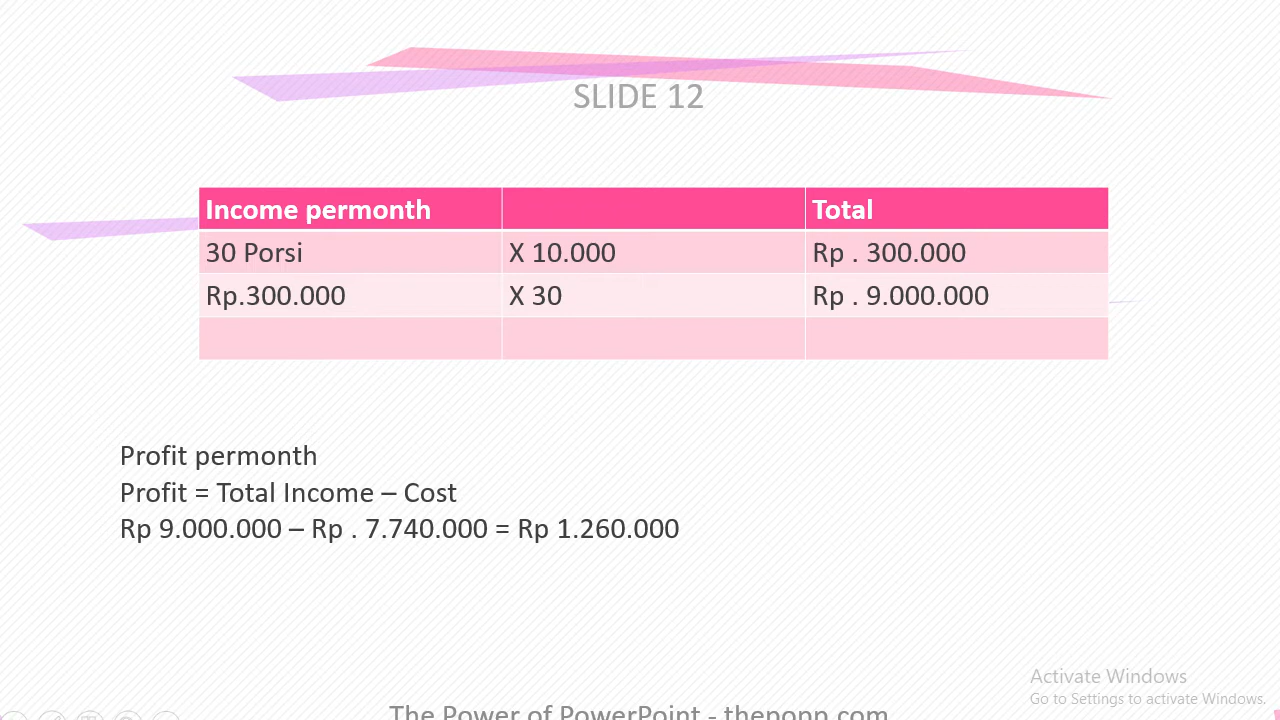 SLIDE 12
Income permonth Total
30 Porsi X 10.000 Rp . 300.000
Rp.300.000 X 30 Rp . 9.000.000
Profit permonth
Profit = Total Income – Cost
Rp 9.000.000 – Rp . 7.740.000 = Rp 1.260.000
Activate Windows
Go to Settings to activate Windows.
The Power of PowerPoint - thepopp.com